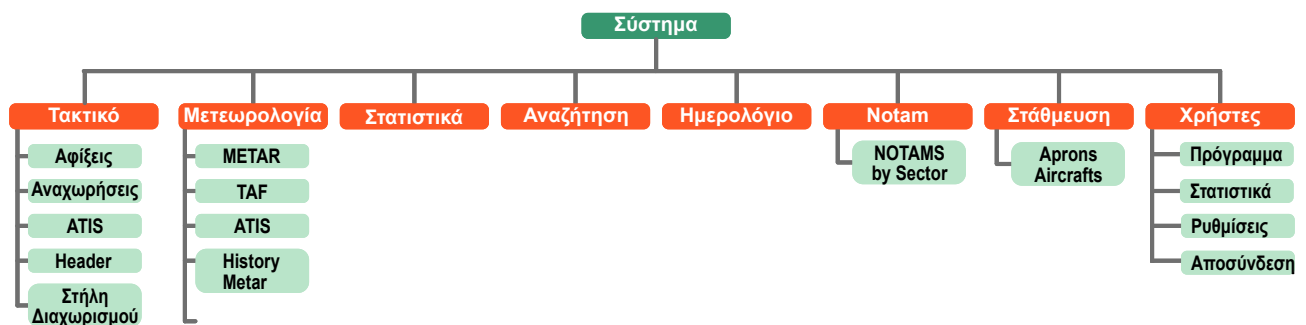 Σύστημα
Τακτικό
Μετεωρολογία
Στατιστικά
Αναζήτηση
Ημερολόγιο
Notam
Στάθμευση
Χρήστες
Αφίξεις
Αναχωρήσεις
ATIS
Header
Στήλη
Διαχωρισμού
METAR
TAF
ATIS
History
Metar
NOTAMS
by Sector
Aprons
Aircrafts
Πρόγραμμα
Στατιστικά
Ρυθμίσεις
Αποσύνδεση